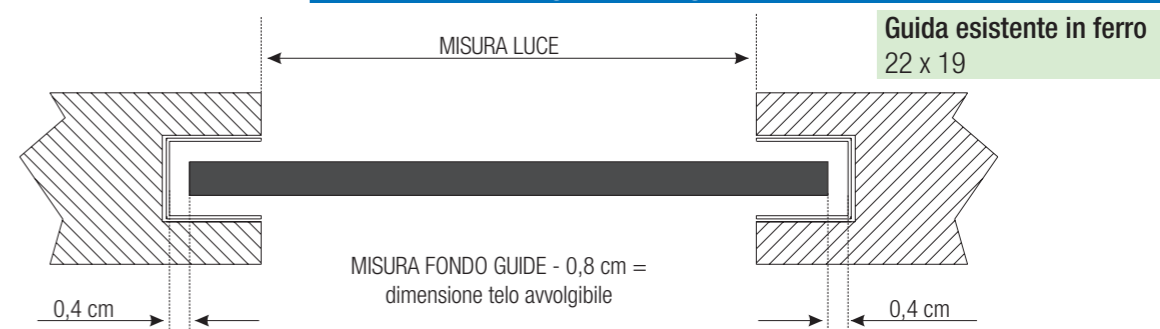 MISURA LUCE
Guida esistente in ferro
22 x 19
MISURA FONDO GUIDE - 0,8 cm =
dimensione telo avvolgibile
0,4 cm
0,4 cm